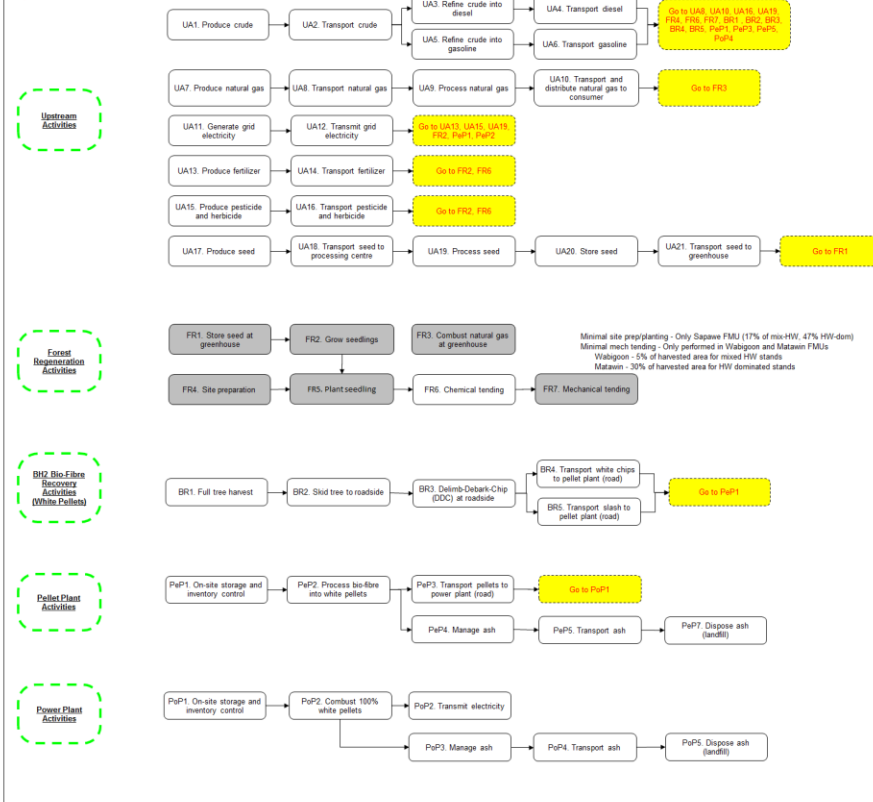 UA1. Produce crude
UA2. Transport crude
UA3. Refine crude into
diesel
UA4. Transport diesel
UA5. Refine crude into
gasoline
UA6. Transport gasoline
Go to UA8, UA10, UA16, UA19,
FR4, FR6, FR7, BR1 , BR2, BR3,
BR4, BR5, PeP1, PeP3, PeP5,
PoP4
Upstream
Activities
UA7. Produce natural gas
UA8. Transport natural gas
UA9. Process natural gas
UA10. Transport and
distribute natural gas to
consumer
Go to FR3
UA11. Generate grid
electricity
UA12. Transmit grid
electricity
Go to UA13, UA15, UA19,
FR2, PeP1, PeP2
UA13. Produce fertilizer
UA14. Transport fertilizer
Go to FR2, FR6
UA15. Produce pesticide
and herbicide
UA16. Transport pesticide
and herbicide
Go to FR2, FR6
UA17. Produce seed
UA18. Transport seed to
processing centre
UA19. Process seed
UA20. Store seed
UA21. Transport seed to
greenhouse
Go to FR1
Forest
Regeneration
Activities
FR1. Store seed at
greenhouse
FR2. Grow seedlings
FR3. Combust natural gas
at greenhouse
Minimal site prep/planting - Only Sapawe FMU (17% of mix-HW, 47% HW-dom)
Minimal mech tending - Only performed in Wabigoon and Matawin FMUs
Wabigoon - 5% of harvested area for mixed HW stands
Matawin - 30% of harvested area for HW dominated stands
FR4. Site preparation
FR5. Plant seedling
FR6. Chemical tending
FR7. Mechanical tending
BH2 Bio-Fibre
Recovery
Activities
(White Pellets)
BR1. Full tree harvest
BR2. Skid tree to roadside
BR3. Delimb-Debark-Chip
(DDC) at roadside
BR4. Transport white chips
to pellet plant (road)
BR5. Transport slash to
pellet plant (road)
Go to PeP1
Pellet Plant
Activities
PeP1. On-site storage and
inventory control
PeP2. Process bio-fibre
into white pellets
PeP3. Transport pellets to
power plant (road)
Go to PoP1
PeP4. Manage ash
PeP5. Transport ash
PeP7. Dispose ash
(landfill)
Power Plant
Activities
PoP1. On-site storage and
inventory control
PoP2. Combust 100%
white pellets
PoP2. Transmit electricity
PoP3. Manage ash
PoP4. Transport ash
PoP5. Dispose ash
(landfill)